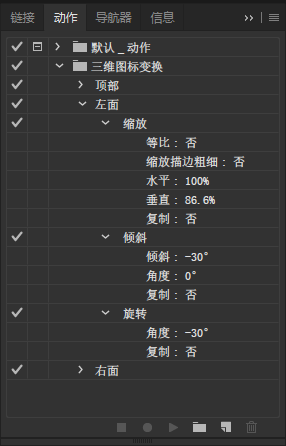 链接 动作 导航器 信息
默认_动作
三维图标变换
顶部
左面
缩放
等比：否
缩放描边粗细：否
水平：100%
垂直：86.6%
复制：否
倾斜
倾斜：-30°
角度：0°
复制：否
旋转
角度：-30°
复制：否
右面